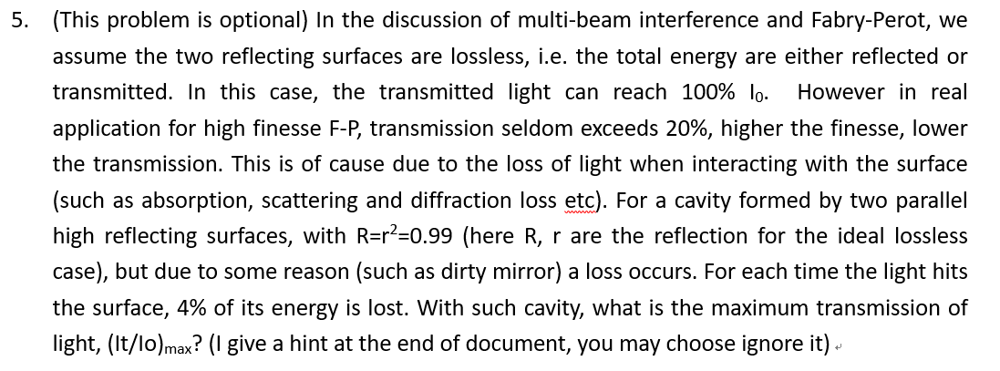 5. (This problem is optional) In the discussion of multi-beam interference and Fabry-Perot, we
assume the two reflecting surfaces are lossless, i.e. the total energy are either reflected or
transmitted. In this case, the transmitted light can reach 100% I₀. However in real
application for high finesse F-P, transmission seldom exceeds 20%, higher the finesse, lower
the transmission. This is of cause due to the loss of light when interacting with the surface
(such as absorption, scattering and diffraction loss etc). For a cavity formed by two parallel
high reflecting surfaces, with R=r²=0.99 (here R, r are the reflection for the ideal lossless
case), but due to some reason (such as dirty mirror) a loss occurs. For each time the light hits
the surface, 4% of its energy is lost. With such cavity, what is the maximum transmission of
light, (It/Io)max? (I give a hint at the end of document, you may choose ignore it) ↵